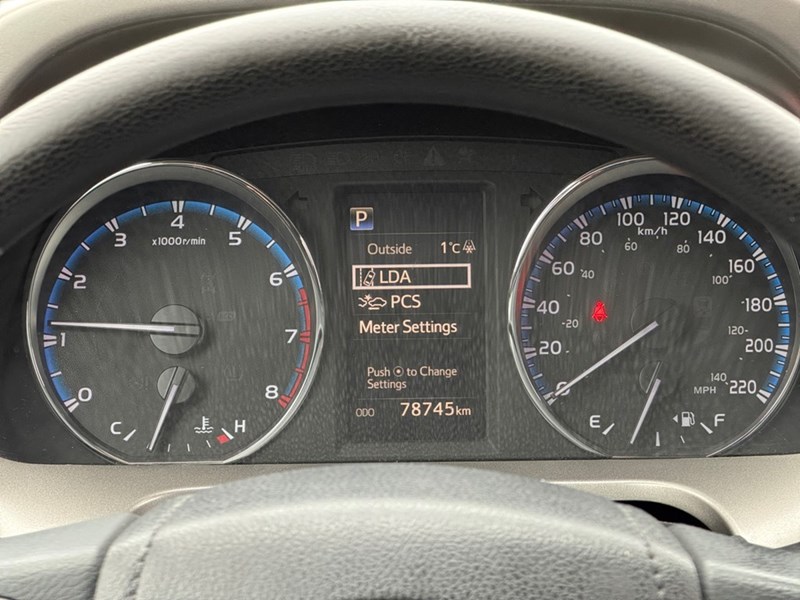 P
Outside 1°C
LDA
PCS
Meter Settings
Push ⦿ to Change
Settings
ODO 78745 km
0
1
2
3
4
5
6
7
8
x1000r/min
C
H
0
20
40
60
80
100
120
140
160
180
200
220
km/h
20
40
60
80
100
120
140
MPH
E
F